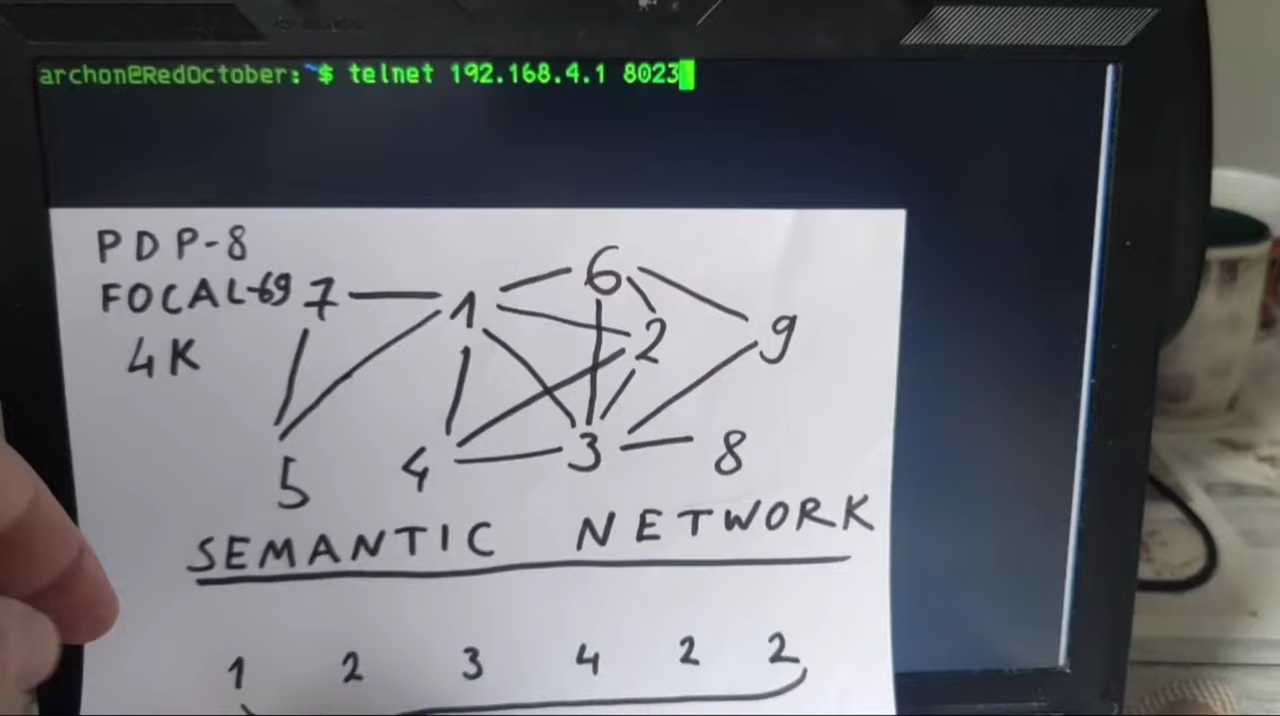 archon@RedOctober:~$ telnet 192.168.4.1 8023
PDP-8
FOCAL-69
4K
7 1 6
2 9
5 4 3 8
SEMANTIC NETWORK
1 2 3 4 2 2